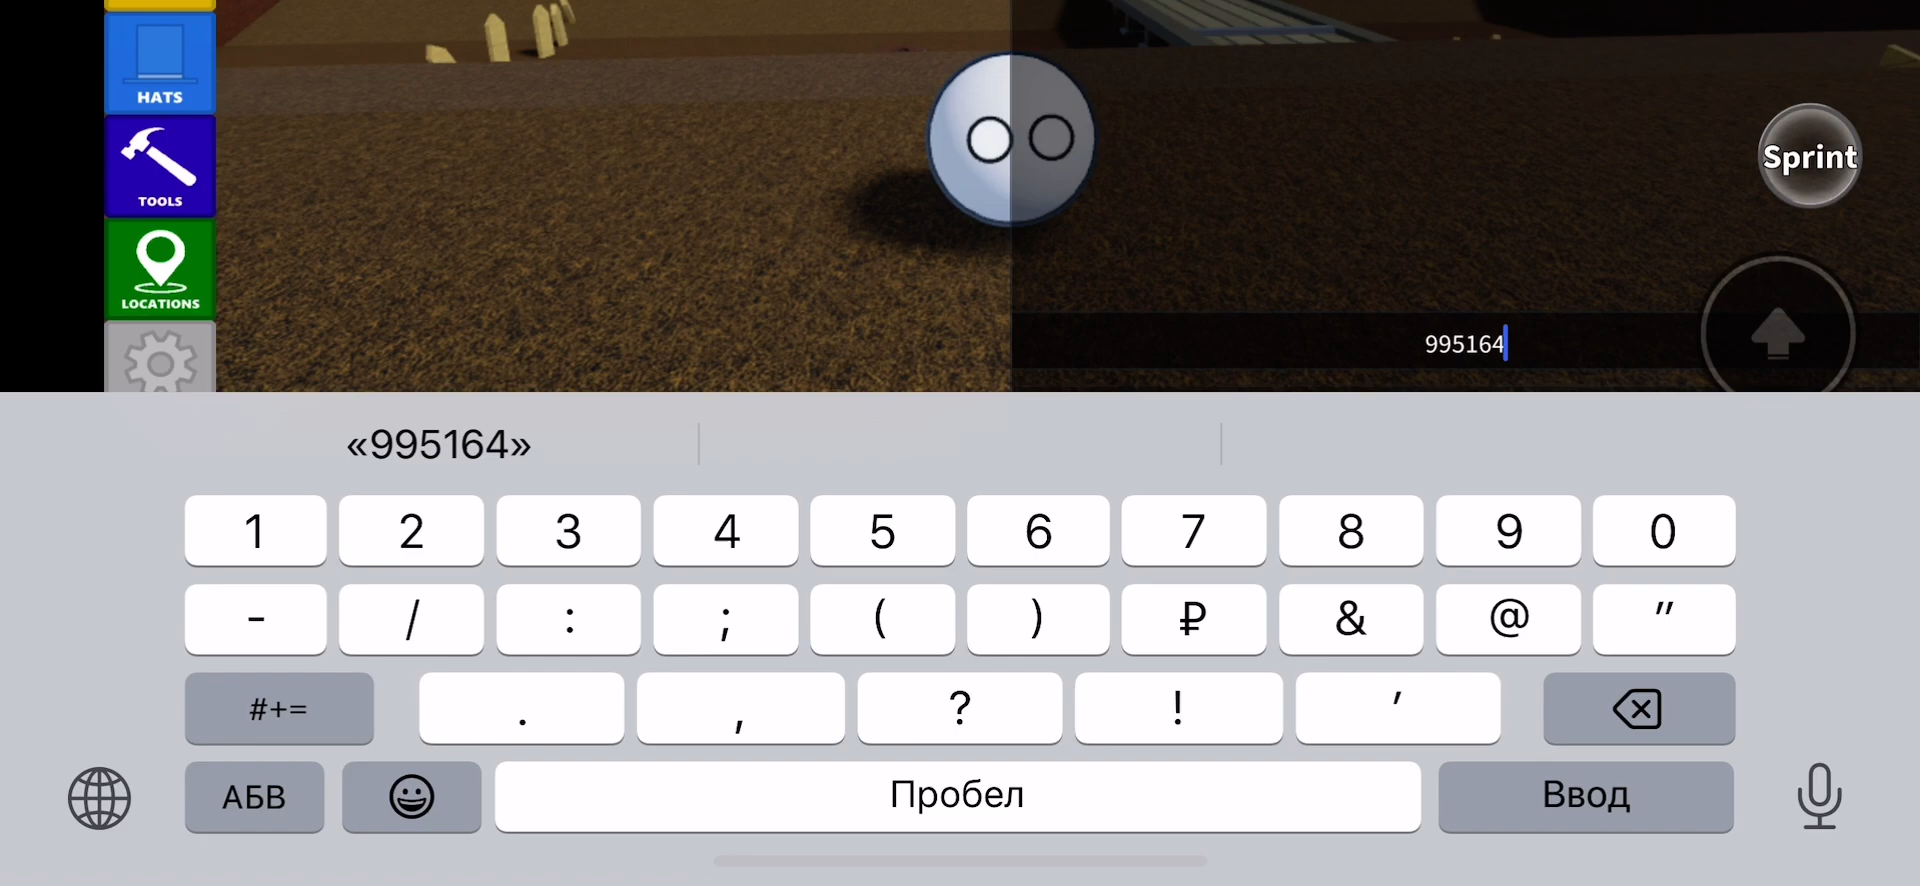 HATS
TOOLS
LOCATIONS
Sprint
995164
«995164»
1 2 3 4 5 6 7 8 9 0
- / : ; ( ) ₽ & @ "
#+= . , ? ! '
АБВ Пробел Ввод